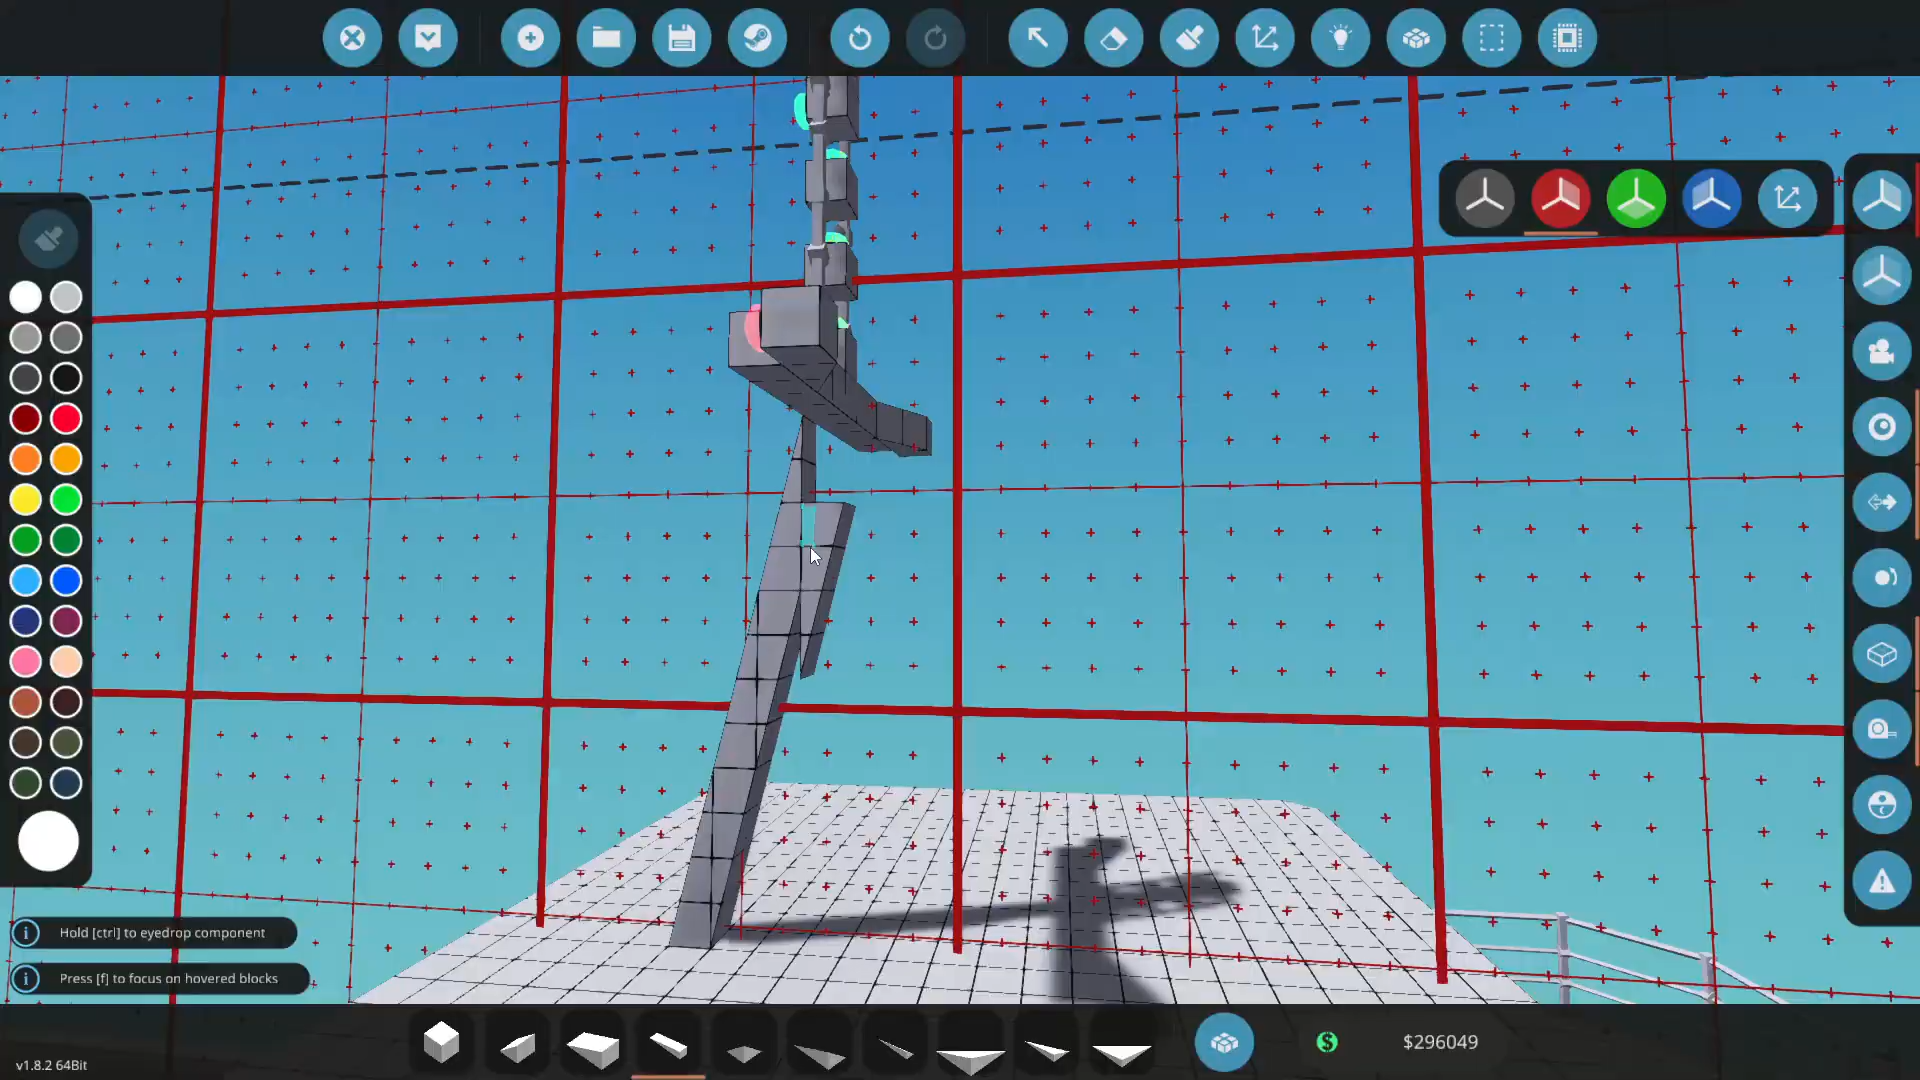 Hold [ctrl] to eyedrop component
Press [f] to focus on hovered blocks
$ $296049
v1.8.2 64Bit